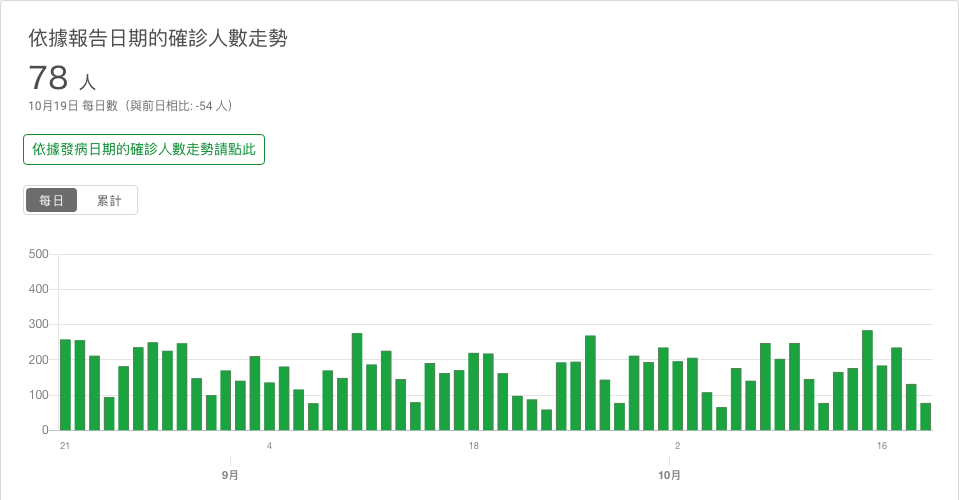 依據報告日期的確診人數走勢
78 人
10月19日 每日數（與前日相比: -54 人）
依據發病日期的確診人數走勢請點此
每日 累計
500
400
300
200
100
0
21 4 18 2 16
9月 10月